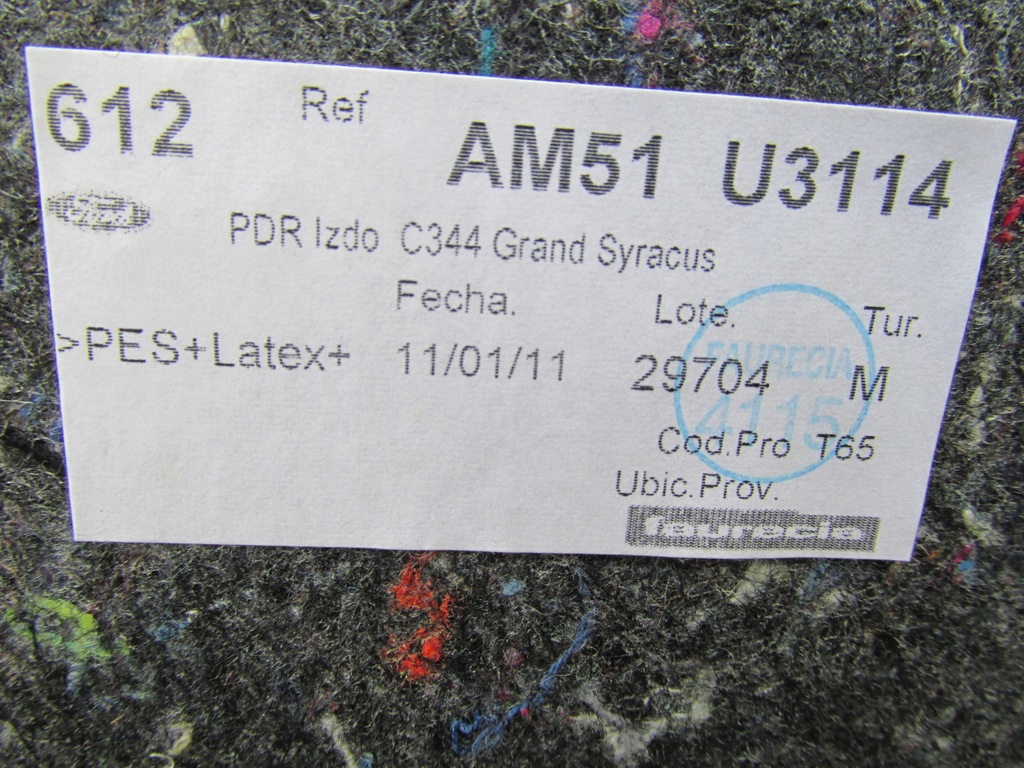 612 Ref AM51 U3114
PDR Izdo C344 Grand Syracus
Fecha. Lote. Tur.
>PES+Latex+ 11/01/11 29704 M
FAURECIA
4115
Cod.Pro T65
Ubic.Prov.
faurecia